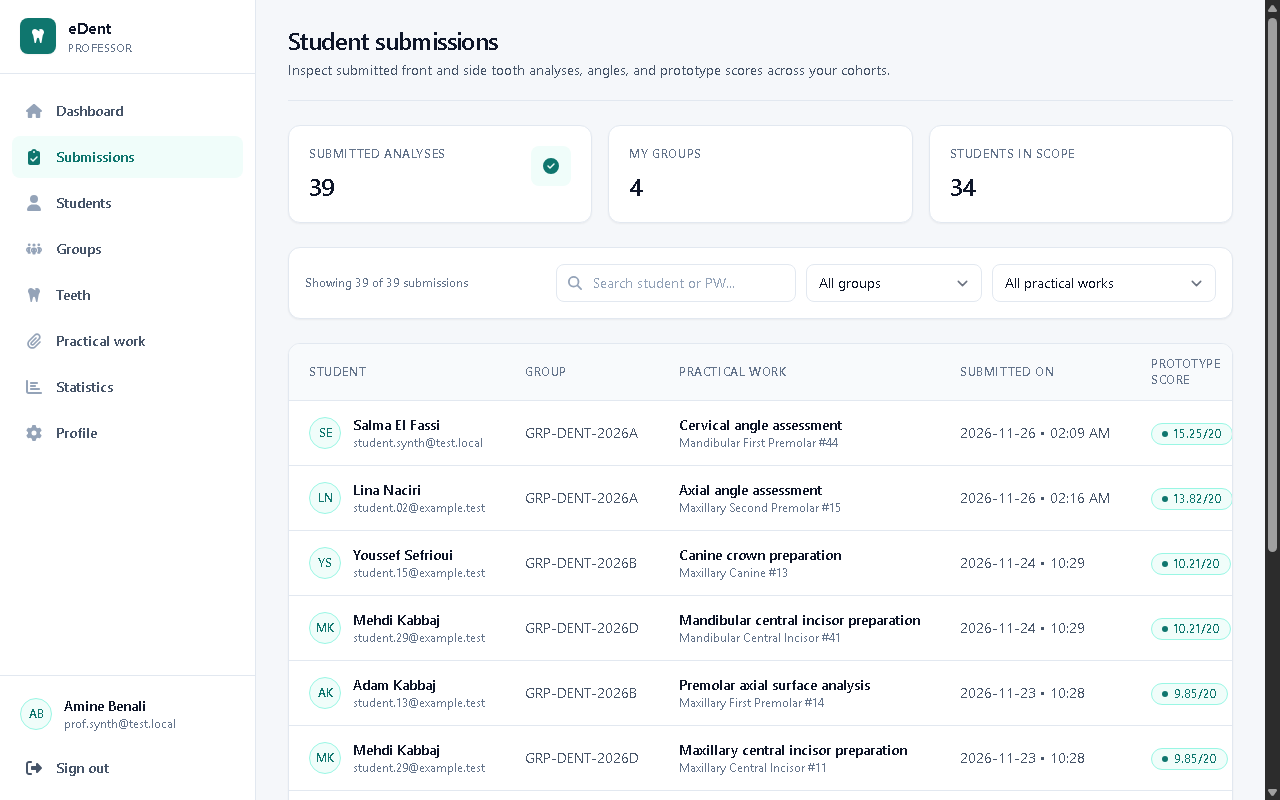 eDent
PROFESSOR
Dashboard
Submissions
Students
Groups
Teeth
Practical work
Statistics
Profile
AB
Amine Benali
prof.synth@test.local
Sign out
Student submissions
Inspect submitted front and side tooth analyses, angles, and prototype scores across your cohorts.
SUBMITTED ANALYSES
39
MY GROUPS
4
STUDENTS IN SCOPE
34
Showing 39 of 39 submissions
Search student or PW...
All groups
All practical works
STUDENT GROUP PRACTICAL WORK SUBMITTED ON PROTOTYPE SCORE
SE Salma El Fassi
student.synth@test.local
GRP-DENT-2026A
Cervical angle assessment
Mandibular First Premolar #44
2026-11-26 • 02:09 AM
15.25/20
LN Lina Naciri
student.02@example.test
GRP-DENT-2026A
Axial angle assessment
Maxillary Second Premolar #15
2026-11-26 • 02:16 AM
13.82/20
YS Youssef Sefrioui
student.15@example.test
GRP-DENT-2026B
Canine crown preparation
Maxillary Canine #13
2026-11-24 • 10:29
10.21/20
MK Mehdi Kabbaj
student.29@example.test
GRP-DENT-2026D
Mandibular central incisor preparation
Mandibular Central Incisor #41
2026-11-24 • 10:29
10.21/20
AK Adam Kabbaj
student.13@example.test
GRP-DENT-2026B
Premolar axial surface analysis
Maxillary First Premolar #14
2026-11-23 • 10:28
9.85/20
MK Mehdi Kabbaj
student.29@example.test
GRP-DENT-2026D
Maxillary central incisor preparation
Maxillary Central Incisor #11
2026-11-23 • 10:28
9.85/20